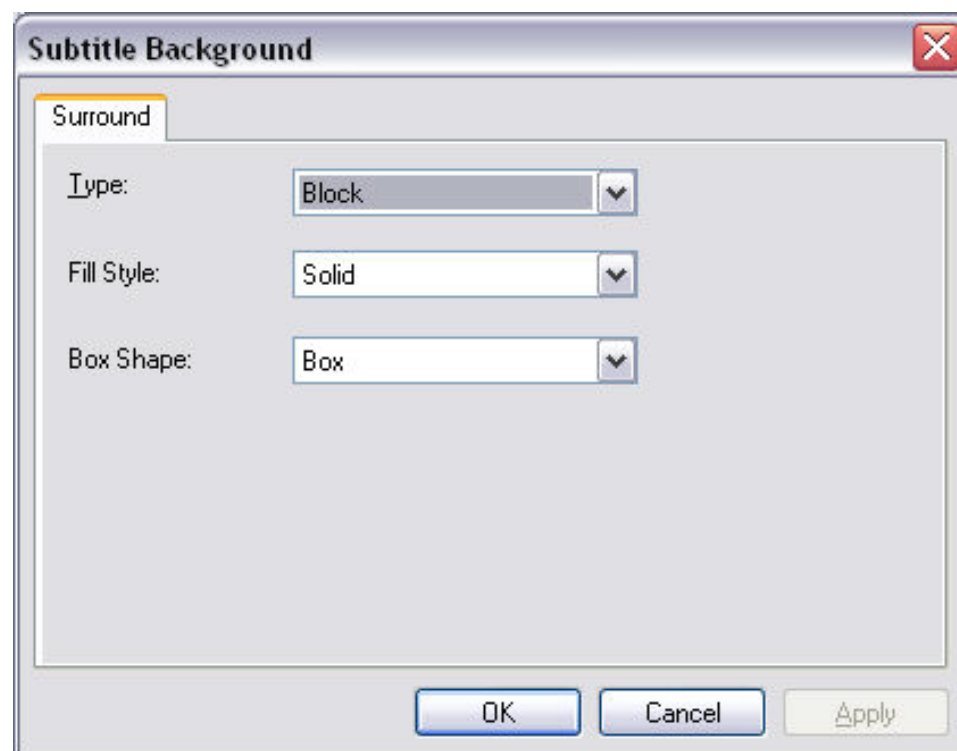 Subtitle Background
Surround
Type: Block
Fill Style: Solid
Box Shape: Box
OK Cancel Apply